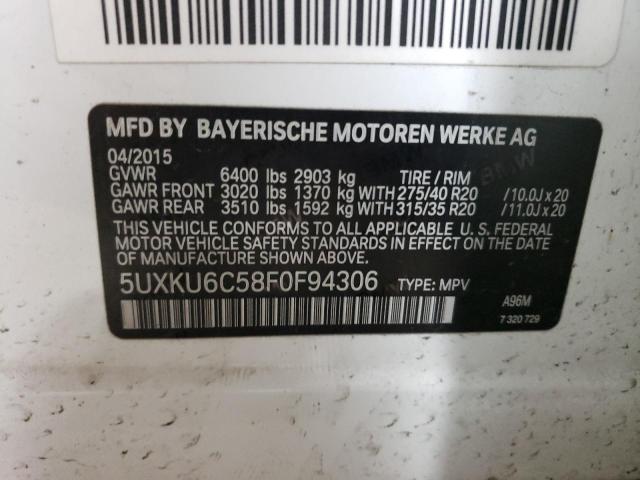 MFD BY BAYERISCHE MOTOREN WERKE AG
04/2015
GVWR 6400 lbs 2903 kg TIRE / RIM
GAWR FRONT 3020 lbs 1370 kg WITH 275/40 R20 / 10.0J x 20
GAWR REAR 3510 lbs 1592 kg WITH 315/35 R20 / 11.0J x 20
THIS VEHICLE CONFORMS TO ALL APPLICABLE U. S. FEDERAL
MOTOR VEHICLE SAFETY STANDARDS IN
EFFECT ON THE DATE OF MANUFACTURE SHOWN ABOVE.
5UXKU6C58F0F94306 TYPE: MPV
A96M
7 320 729